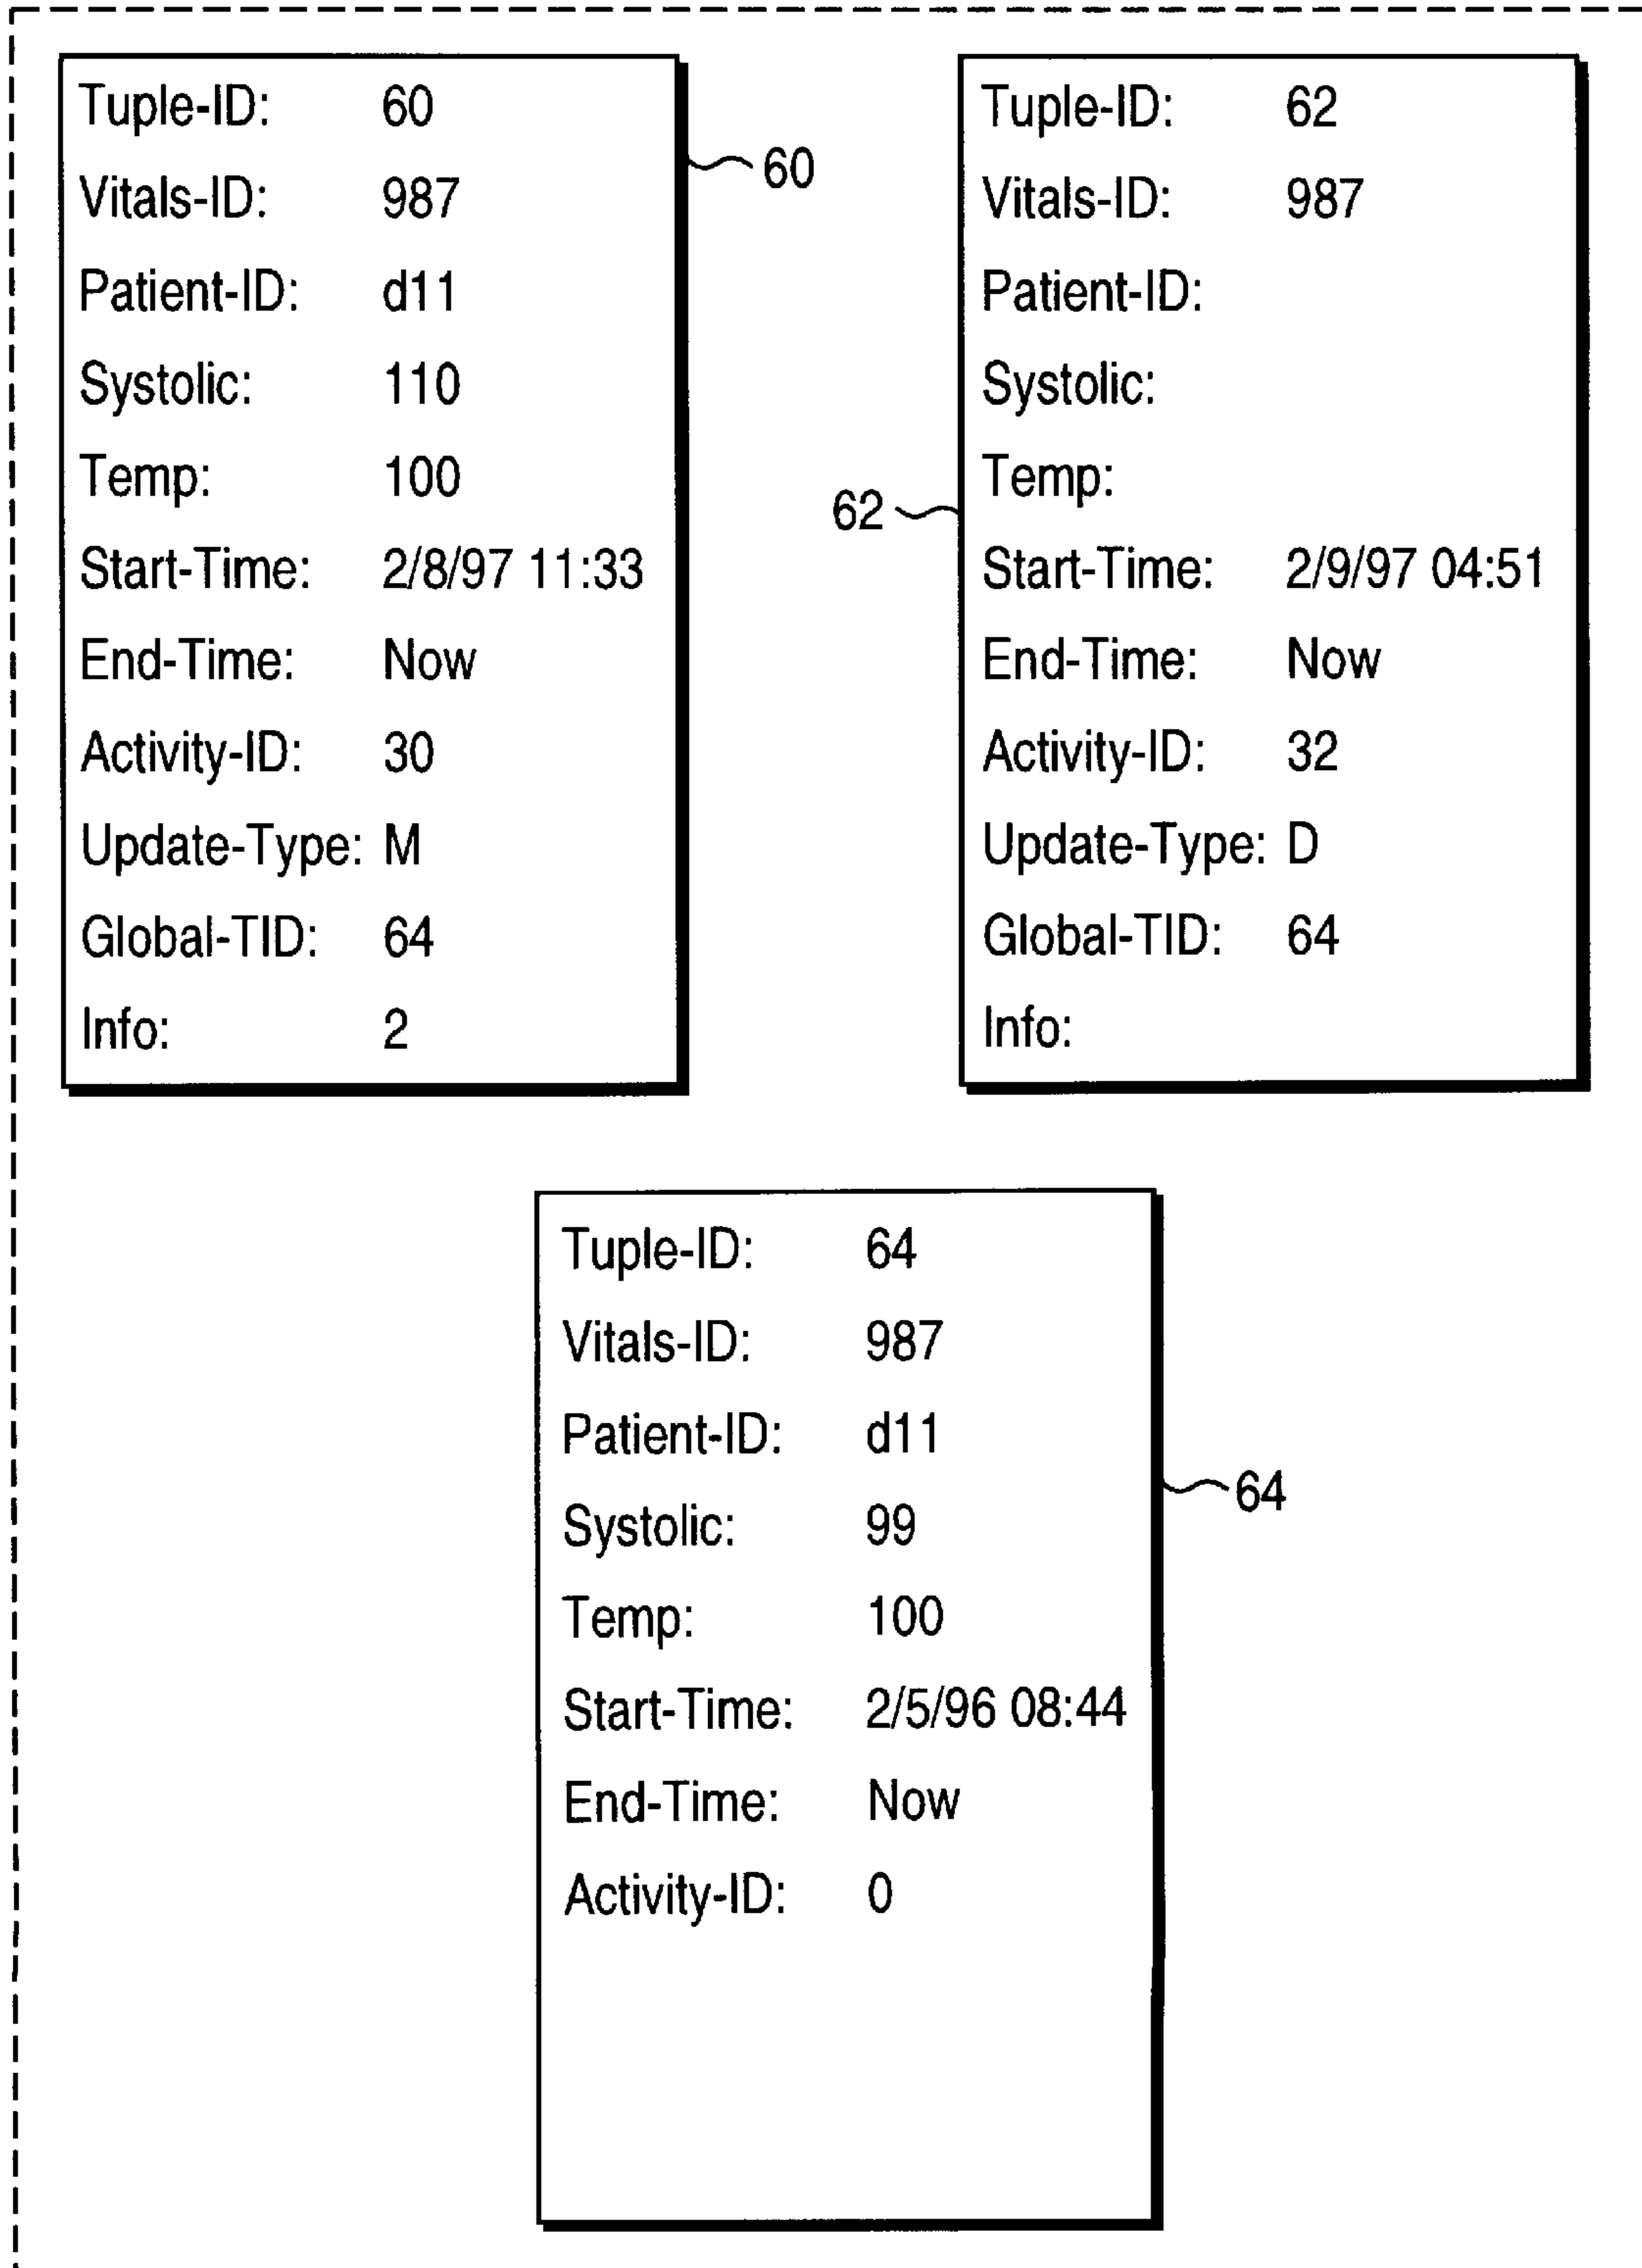 Tuple-ID: 60
Vitals-ID: 987
Patient-ID: d11
Systolic: 110
Temp: 100
Start-Time: 2/8/97 11:33
End-Time: Now
Activity-ID: 30
Update-Type: M
Global-TID: 64
Info: 2
60
Tuple-ID: 62
Vitals-ID: 987
Patient-ID:
Systolic:
Temp:
Start-Time: 2/9/97 04:51
End-Time: Now
Activity-ID: 32
Update-Type: D
Global-TID: 64
Info:
62
Tuple-ID: 64
Vitals-ID: 987
Patient-ID: d11
Systolic: 99
Temp: 100
Start-Time: 2/5/96 08:44
End-Time: Now
Activity-ID: 0
64